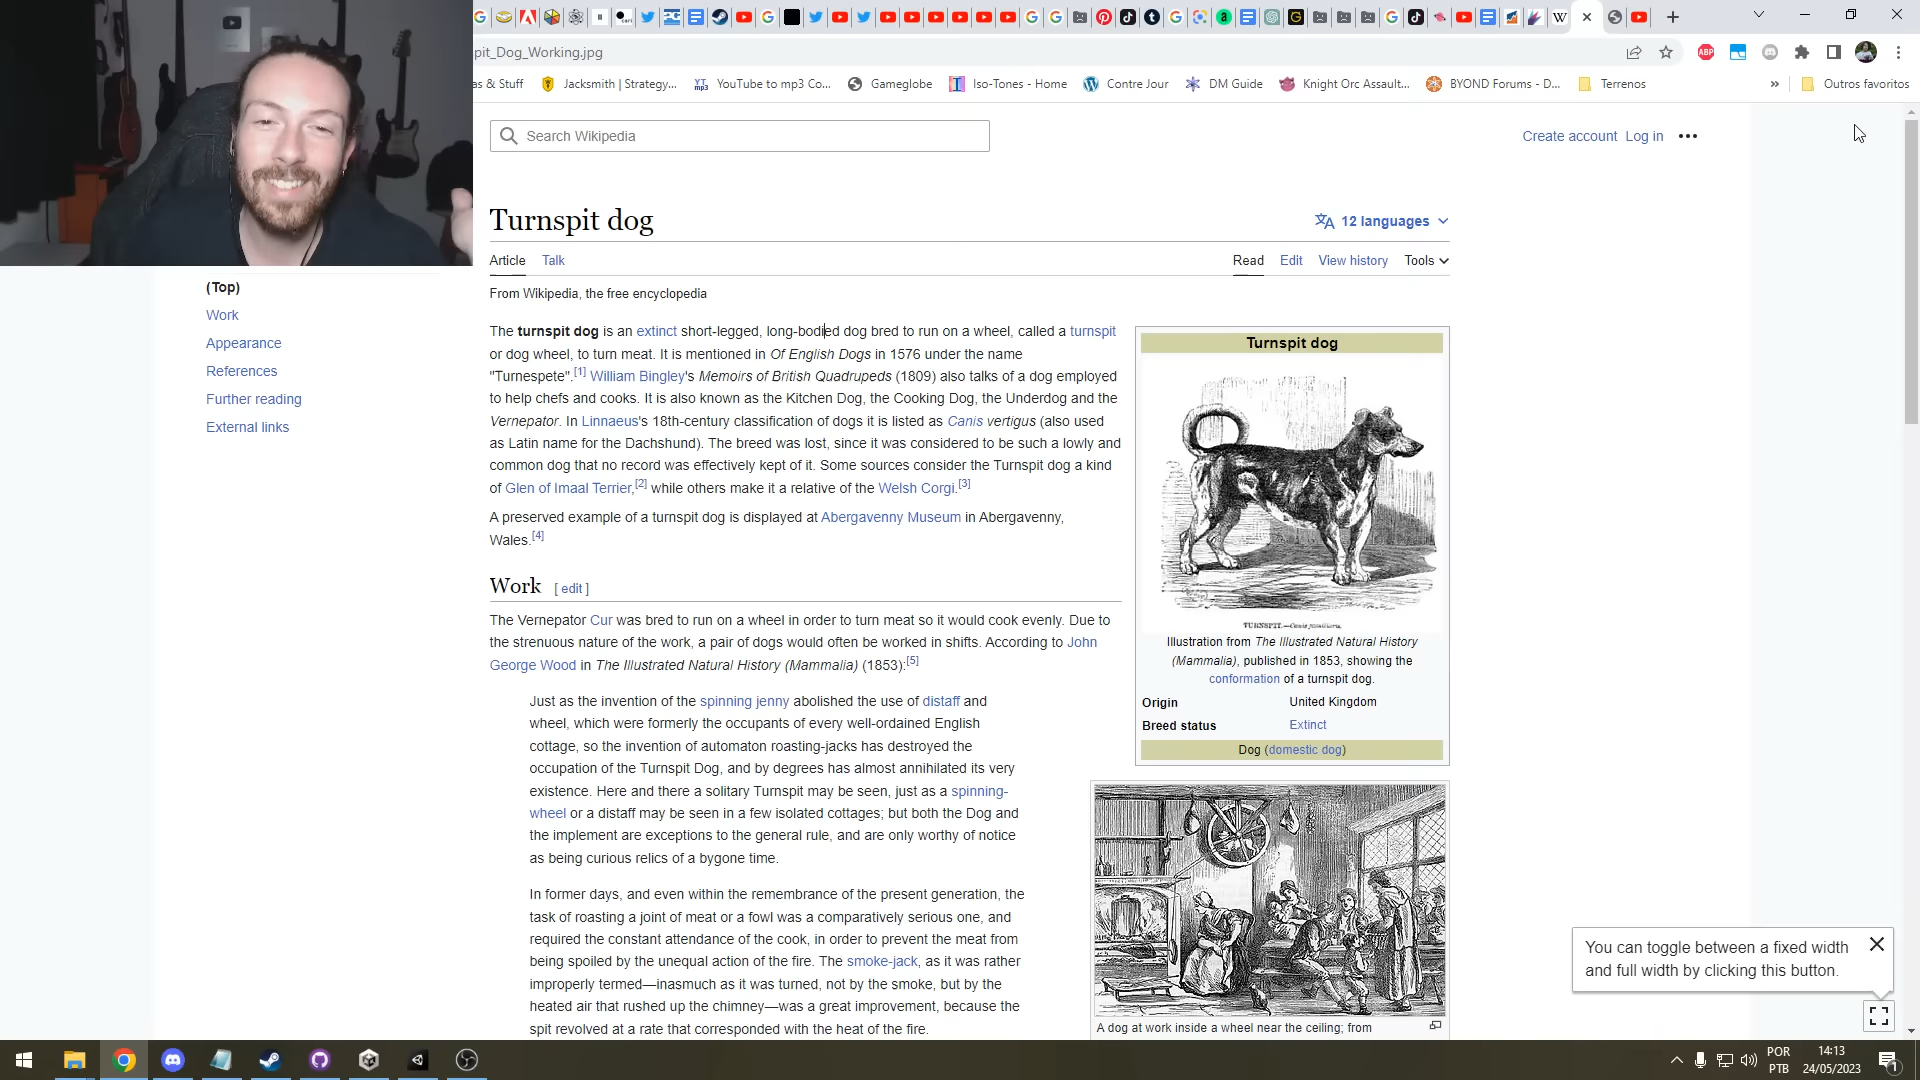 pit_Dog_Working.jpg
as & Stuff
Jacksmith | Strategy...
YouTube to mp3 Co...
Gameglobe
Iso-Tones - Home
Contre Jour
DM Guide
Knight Orc Assault...
BYOND Forums - D...
Terrenos
»
Outros favoritos
Search Wikipedia
Create account Log in
Turnspit dog
12 languages
Article Talk
Read Edit View history Tools
From Wikipedia, the free encyclopedia
(Top)
Work
Appearance
References
Further reading
External links
The turnspit dog is an extinct short-legged, long-bodied dog bred to run on a wheel, called a turnspit
or dog wheel, to turn meat. It is mentioned in Of English Dogs in 1576 under the name
"Turnespete".[1] William Bingley's Memoirs of British Quadrupeds (1809) also talks of a dog employed
to help chefs and cooks. It is also known as the Kitchen Dog, the Cooking Dog, the Underdog and the
Vernepator. In Linnaeus's 18th-century classification of dogs it is listed as Canis vertigus (also used
as Latin name for the Dachshund). The breed was lost, since it was considered to be such a lowly and
common dog that no record was effectively kept of it. Some sources consider the Turnspit dog a kind
of Glen of Imaal Terrier,[2] while others make it a relative of the Welsh Corgi.[3]
A preserved example of a turnspit dog is displayed at Abergavenny Museum in Abergavenny,
Wales.[4]
Work [ edit ]
The Vernepator Cur was bred to run on a wheel in order to turn meat so it would cook evenly. Due to
the strenuous nature of the work, a pair of dogs would often be worked in shifts. According to John
George Wood in The Illustrated Natural History (Mammalia) (1853):[5]
Just as the invention of the spinning jenny abolished the use of distaff and
wheel, which were formerly the occupants of every well-ordained English
cottage, so the invention of automaton roasting-jacks has destroyed the
occupation of the Turnspit Dog, and by degrees has almost annihilated its very
existence. Here and there a solitary Turnspit may be seen, just as a spinning-
wheel or a distaff may be seen in a few isolated cottages; but both the Dog and
the implement are exceptions to the general rule, and are only worthy of notice
as being curious relics of a bygone time.
In former days, and even within the remembrance of the present generation, the
task of roasting a joint of meat or a fowl was a comparatively serious one, and
required the constant attendance of the cook, in order to prevent the meat from
being spoiled by the unequal action of the fire. The smoke-jack, as it was rather
improperly termed—inasmuch as it was turned, not by the smoke, but by the
heated air that rushed up the chimney—was a great improvement, because the
spit revolved at a rate that corresponded with the heat of the fire.
Turnspit dog
TURNSPIT.—Canis familiaris.
Illustration from The Illustrated Natural History
(Mammalia), published in 1853, showing the
conformation of a turnspit dog.
Origin United Kingdom
Breed status Extinct
Dog (domestic dog)
A dog at work inside a wheel near the ceiling; from
You can toggle between a fixed width
and full width by clicking this button.
POR
PTB
14:13
24/05/2023